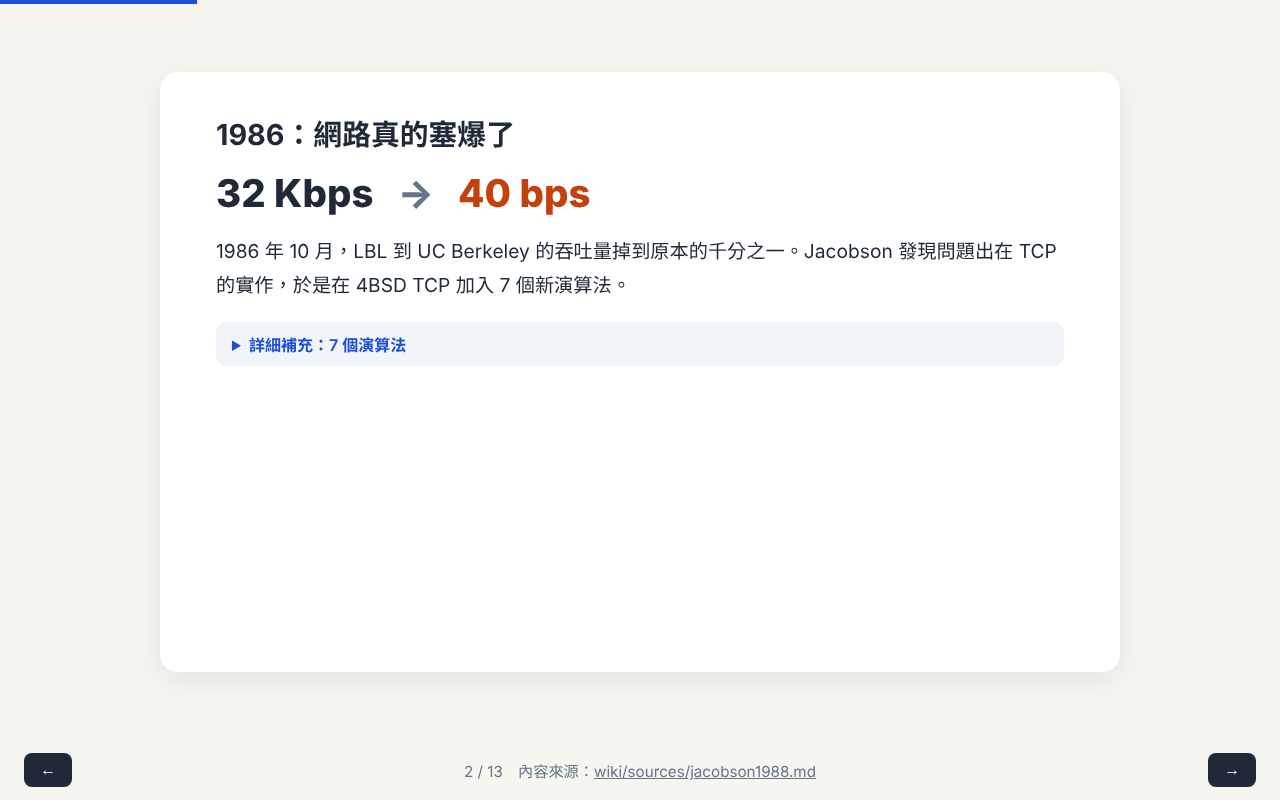 1986：網路真的塞爆了
32 Kbps → 40 bps
1986 年 10 月，LBL 到 UC Berkeley 的吞吐量掉到原本的千分之一。Jacobson 發現問題出在 TCP
的實作，於是在 4BSD TCP 加入 7 個新演算法。
▶ 詳細補充：7 個演算法
← 2 / 13 內容來源：wiki/sources/jacobson1988.md →